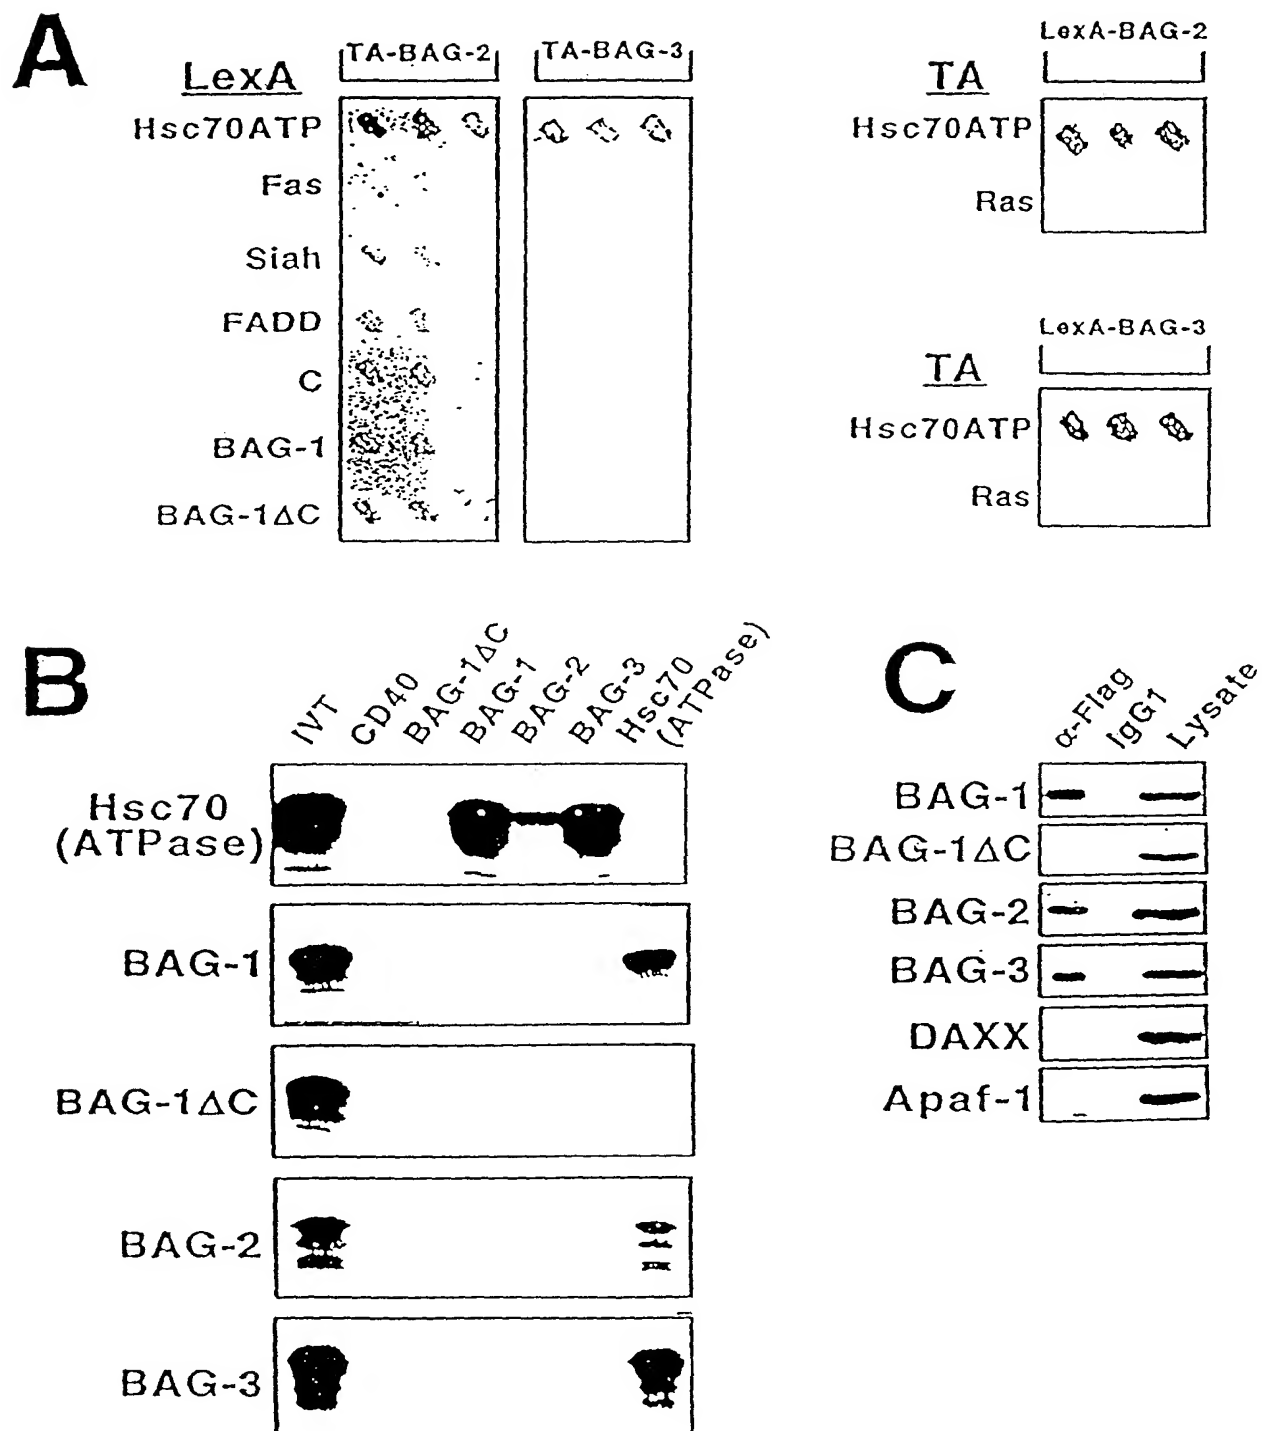 A
LexA
TA-BAG-2
TA-BAG-3
Hsc70ATP
Fas
Siah
FADD
C
BAG-1
BAG-1ΔC
LexA-BAG-2
TA
Hsc70ATP
Ras
LexA-BAG-3
TA
Hsc70ATP
Ras
B
IVT
CD40
BAG-1ΔC
BAG-1
BAG-2
BAG-3
Hsc70
(ATPase)
Hsc70
(ATPase)
BAG-1
BAG-1ΔC
BAG-2
BAG-3
C
α-Flag
IgG1
Lysate
BAG-1
BAG-1ΔC
BAG-2
BAG-3
DAXX
Apaf-1